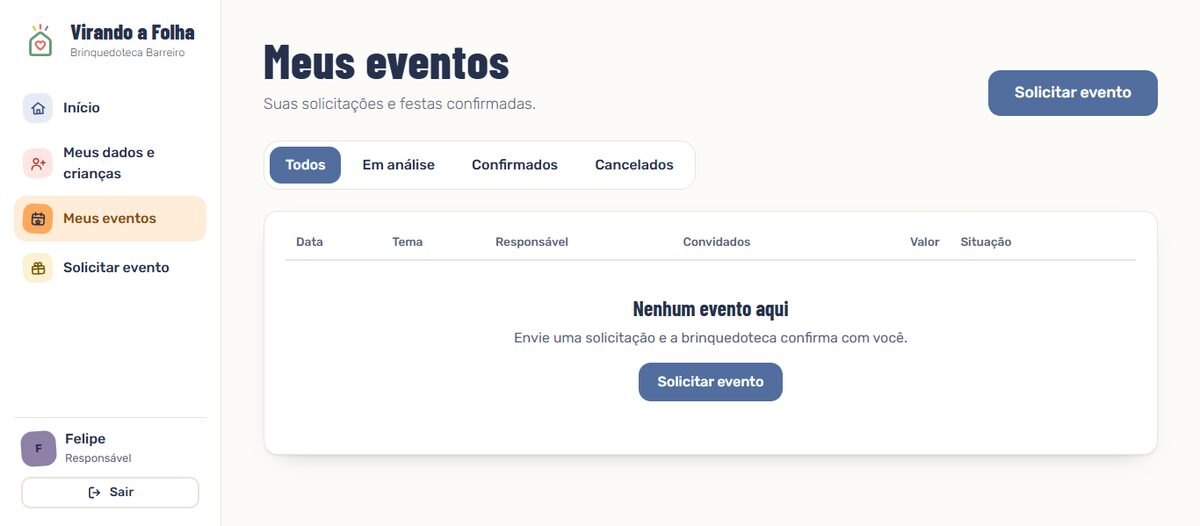 Virando a Folha
Brinquedoteca Barreiro
Início
Meus dados e
crianças
Meus eventos
Solicitar evento
F
Felipe
Responsável
Sair
Meus eventos
Suas solicitações e festas confirmadas.
Solicitar evento
Todos Em análise Confirmados Cancelados
Data Tema Responsável Convidados Valor Situação
Nenhum evento aqui
Envie uma solicitação e a brinquedoteca confirma com você.
Solicitar evento